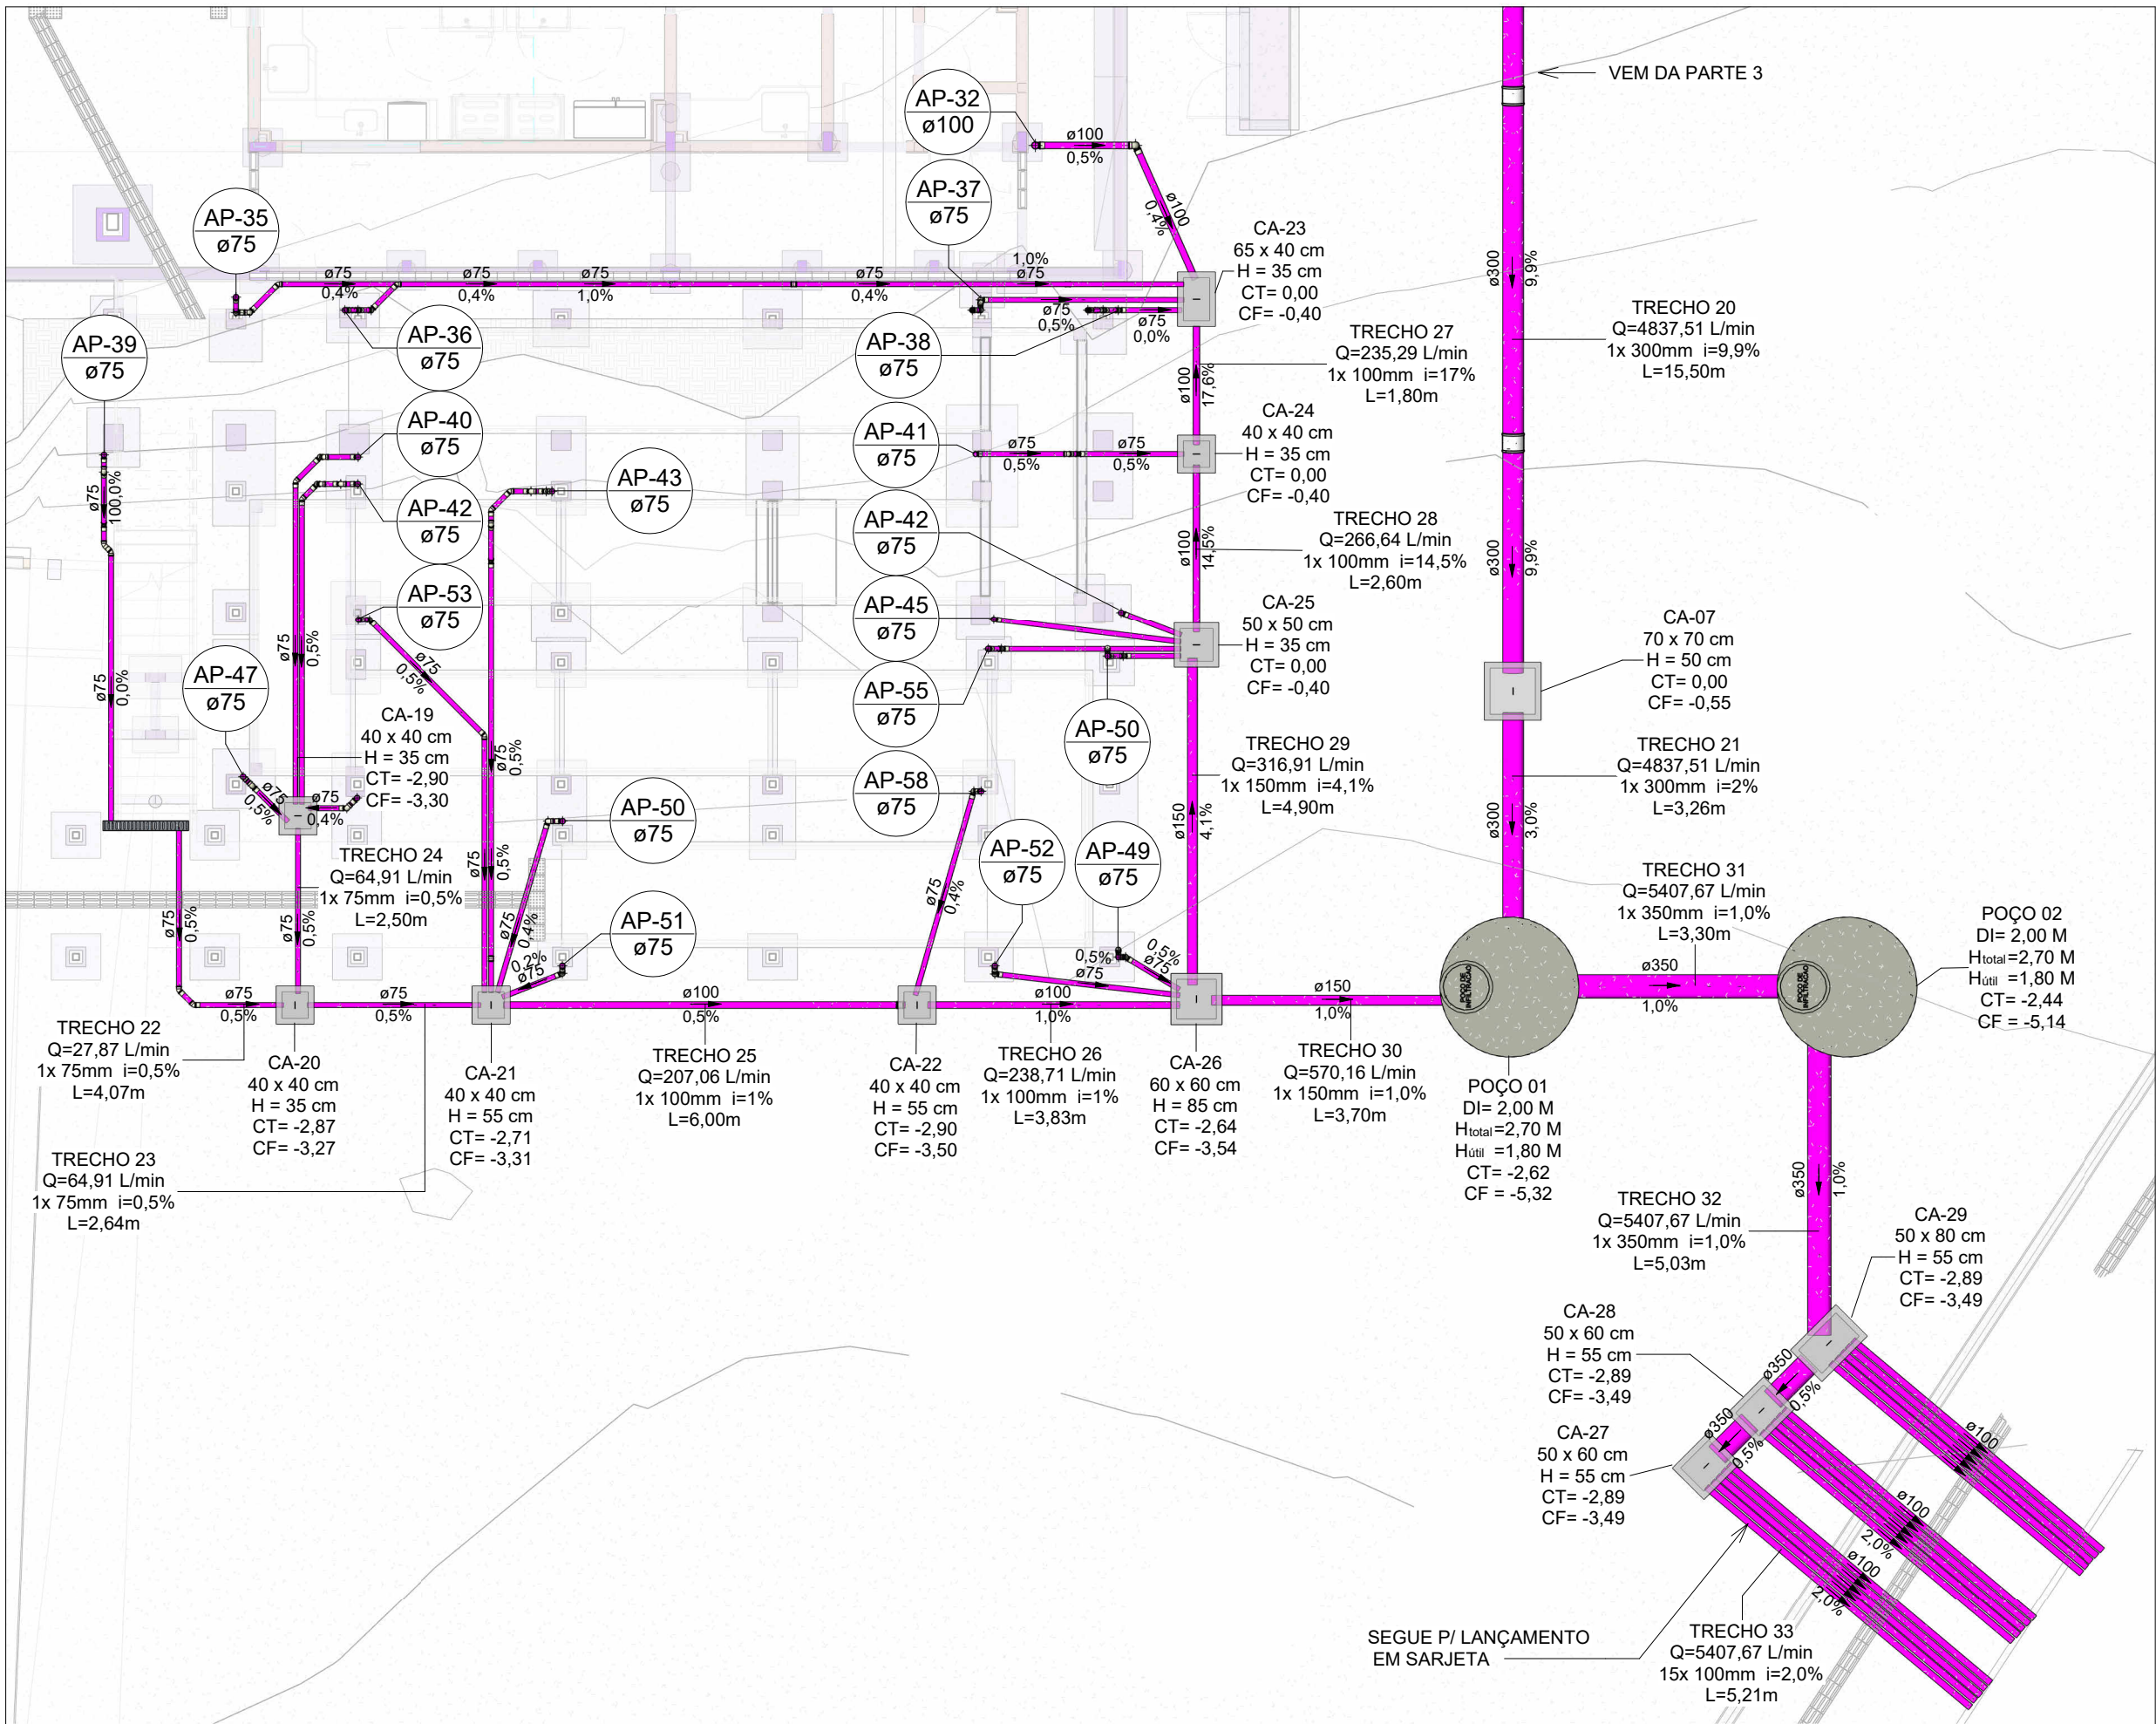 VEM DA PARTE 3
AP-32
ø100
ø100
0,5%
AP-37
ø75
ø100
0,4%
AP-35
ø75
CA-23
65 x 40 cm
H = 35 cm
CT= 0,00
CF= -0,40
ø75
0,4%
ø75
0,4%
ø75
1,0%
ø75
0,4%
1,0%
ø75
ø75
0,5%
ø75
0,0%
ø300
9,9%
TRECHO 20
Q=4837,51 L/min
1x 300mm i=9,9%
L=15,50m
AP-39
ø75
AP-36
ø75
AP-38
ø75
TRECHO 27
Q=235,29 L/min
1x 100mm i=17%
L=1,80m
ø100
17,6%
AP-40
ø75
AP-41
ø75
ø75
0,5%
ø75
0,5%
CA-24
40 x 40 cm
H = 35 cm
CT= 0,00
CF= -0,40
AP-43
ø75
ø75
100,0%
AP-42
ø75
AP-42
ø75
TRECHO 28
Q=266,64 L/min
1x 100mm i=14,5%
L=2,60m
ø100
14,5%
ø300
9,9%
AP-53
ø75
AP-45
ø75
CA-25
50 x 50 cm
H = 35 cm
CT= 0,00
CF= -0,40
CA-07
70 x 70 cm
H = 50 cm
CT= 0,00
CF= -0,55
ø75
0,5%
ø75
0,5%
AP-47
ø75
ø75
0,0%
AP-55
ø75
AP-50
ø75
CA-19
40 x 40 cm
H = 35 cm
CT= -2,90
CF= -3,30
ø75
0,5%
TRECHO 29
Q=316,91 L/min
1x 150mm i=4,1%
L=4,90m
TRECHO 21
Q=4837,51 L/min
1x 300mm i=2%
L=3,26m
AP-58
ø75
AP-50
ø75
ø75
0,5%
ø75
0,4%
ø150
4,1%
ø300
3,0%
TRECHO 24
Q=64,91 L/min
1x 75mm i=0,5%
L=2,50m
ø75
0,5%
AP-52
ø75
AP-49
ø75
TRECHO 31
Q=5407,67 L/min
1x 350mm i=1,0%
L=3,30m
ø75
0,4%
ø75
0,5%
ø75
0,5%
ø75
0,4%
AP-51
ø75
0,2%
ø75
0,5%
ø75
0,5%
ø75
POÇO 02
DI= 2,00 M
Htotal=2,70 M
Hútil =1,80 M
CT= -2,44
CF = -5,14
POÇO DE
INFILTRAÇÃO
POÇO DE
INFILTRAÇÃO
ø350
1,0%
ø75
0,5%
ø75
0,5%
ø100
0,5%
ø100
1,0%
ø150
1,0%
TRECHO 22
Q=27,87 L/min
1x 75mm i=0,5%
L=4,07m
CA-20
40 x 40 cm
H = 35 cm
CT= -2,87
CF= -3,27
CA-21
40 x 40 cm
H = 55 cm
CT= -2,71
CF= -3,31
TRECHO 25
Q=207,06 L/min
1x 100mm i=1%
L=6,00m
CA-22
40 x 40 cm
H = 55 cm
CT= -2,90
CF= -3,50
TRECHO 26
Q=238,71 L/min
1x 100mm i=1%
L=3,83m
CA-26
60 x 60 cm
H = 85 cm
CT= -2,64
CF= -3,54
TRECHO 30
Q=570,16 L/min
1x 150mm i=1,0%
L=3,70m
POÇO 01
DI= 2,00 M
Htotal=2,70 M
Hútil =1,80 M
CT= -2,62
CF = -5,32
TRECHO 23
Q=64,91 L/min
1x 75mm i=0,5%
L=2,64m
ø350
1,0%
TRECHO 32
Q=5407,67 L/min
1x 350mm i=1,0%
L=5,03m
CA-29
50 x 80 cm
H = 55 cm
CT= -2,89
CF= -3,49
CA-28
50 x 60 cm
H = 55 cm
CT= -2,89
CF= -3,49
ø350
0,5%
CA-27
50 x 60 cm
H = 55 cm
CT= -2,89
CF= -3,49
ø350
0,5%
ø100
ø100
2,0%
ø100
2,0%
SEGUE P/ LANÇAMENTO
EM SARJETA
TRECHO 33
Q=5407,67 L/min
15x 100mm i=2,0%
L=5,21m